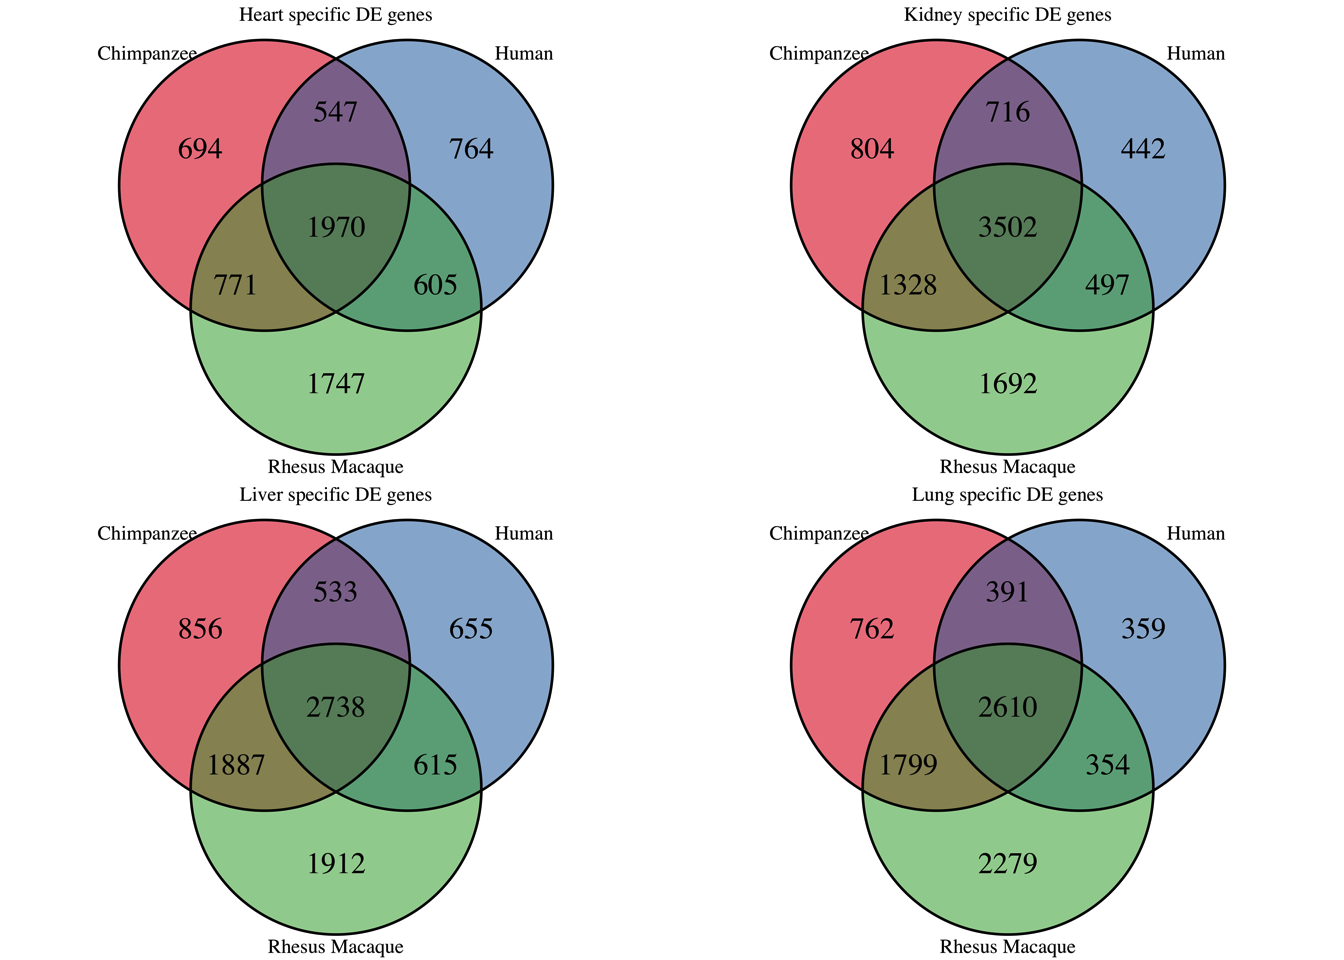 Heart specific DE genes
Chimpanzee
Human
547
694
764
1970
771
605
1747
Rhesus Macaque
Kidney specific DE genes
Chimpanzee
Human
716
804
442
3502
1328
497
1692
Rhesus Macaque
Liver specific DE genes
Chimpanzee
Human
533
856
655
2738
1887
615
1912
Rhesus Macaque
Lung specific DE genes
Chimpanzee
Human
391
762
359
2610
1799
354
2279
Rhesus Macaque